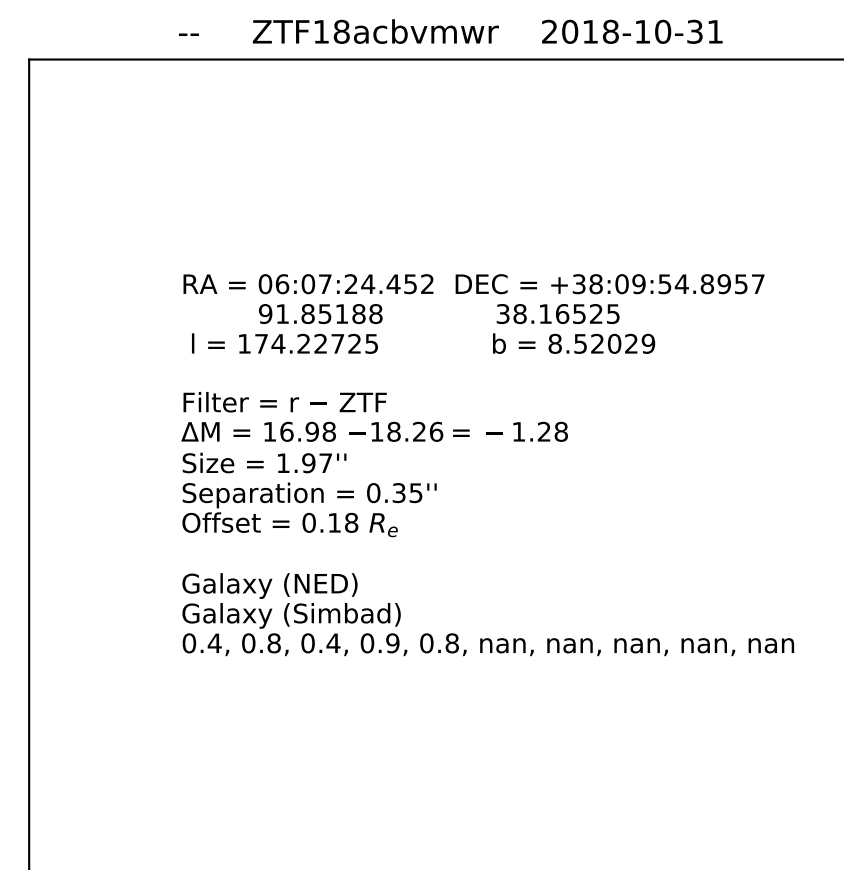 -- ZTF18acbvmwr 2018-10-31
RA = 06:07:24.452 DEC = +38:09:54.8957
91.85188 38.16525
l = 174.22725 b = 8.52029
Filter = r − ZTF
ΔM = 16.98 −18.26 = − 1.28
Size = 1.97''
Separation = 0.35''
Offset = 0.18 Rₑ
Galaxy (NED)
Galaxy (Simbad)
0.4, 0.8, 0.4, 0.9, 0.8, nan, nan, nan, nan, nan